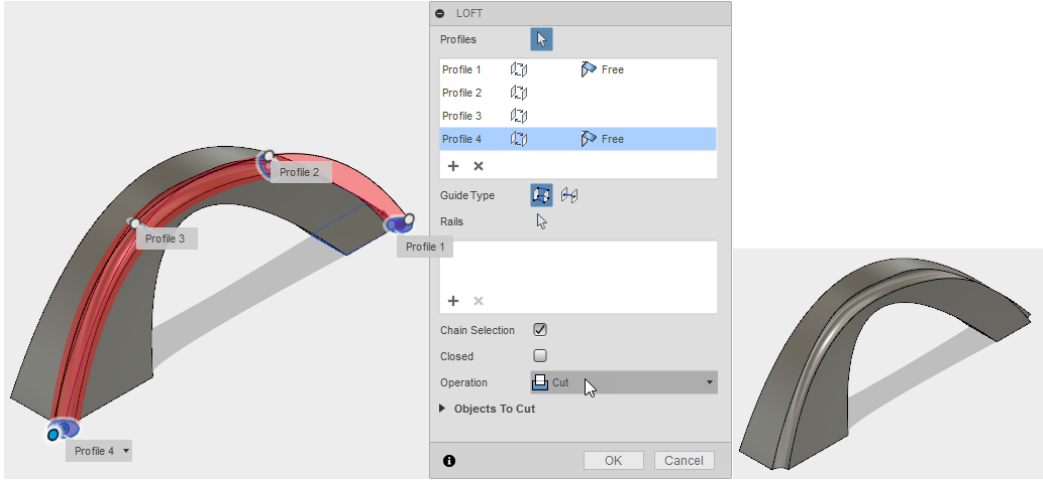 LOFT
Profiles
Profile 1 Free
Profile 2
Profile 3
Profile 4 Free
Guide Type
Rails
Chain Selection
Closed
Operation Cut
Objects To Cut
OK Cancel
Profile 2
Profile 3
Profile 1
Profile 4